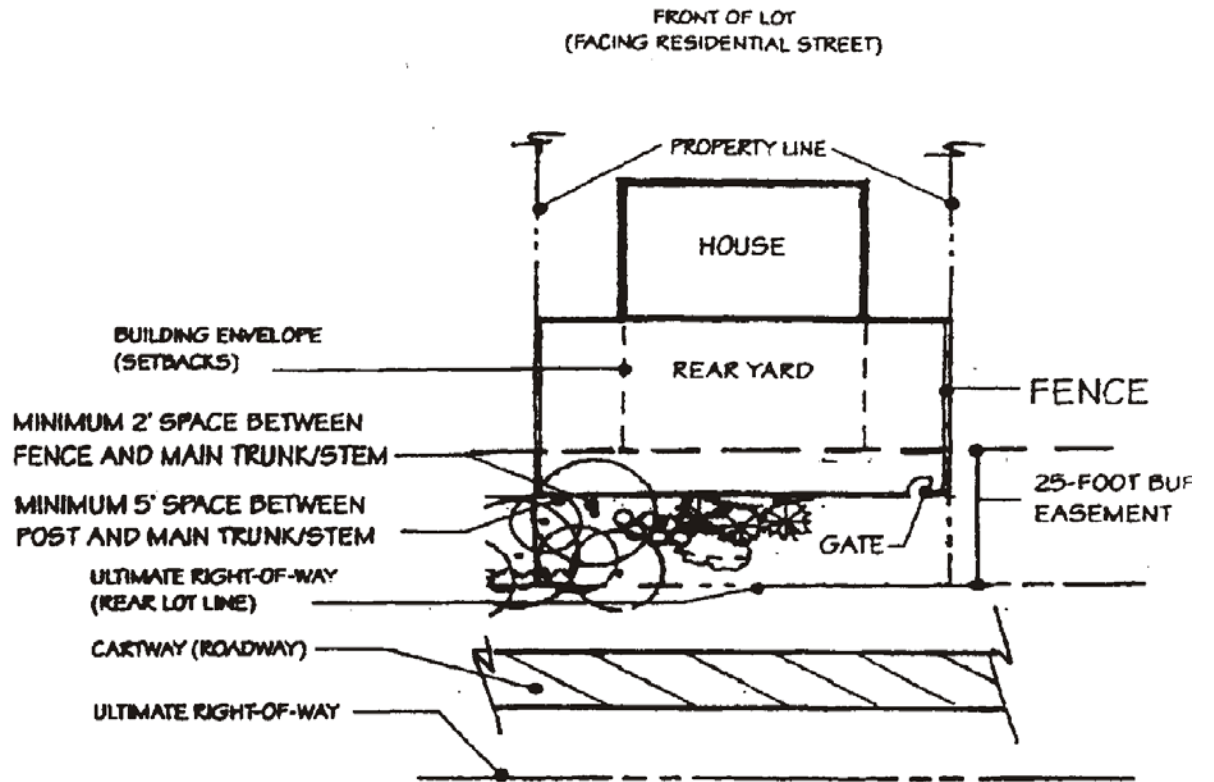 FRONT OF LOT
(FACING RESIDENTIAL STREET)
PROPERTY LINE
HOUSE
BUILDING ENVELOPE
(SETBACKS)
REAR YARD
FENCE
MINIMUM 2' SPACE BETWEEN
FENCE AND MAIN TRUNK/STEM
MINIMUM 5' SPACE BETWEEN
POST AND MAIN TRUNK/STEM
25-FOOT BUF
EASEMENT
GATE
ULTIMATE RIGHT-OF-WAY
(REAR LOT LINE)
CARTWAY (ROADWAY)
ULTIMATE RIGHT-OF-WAY